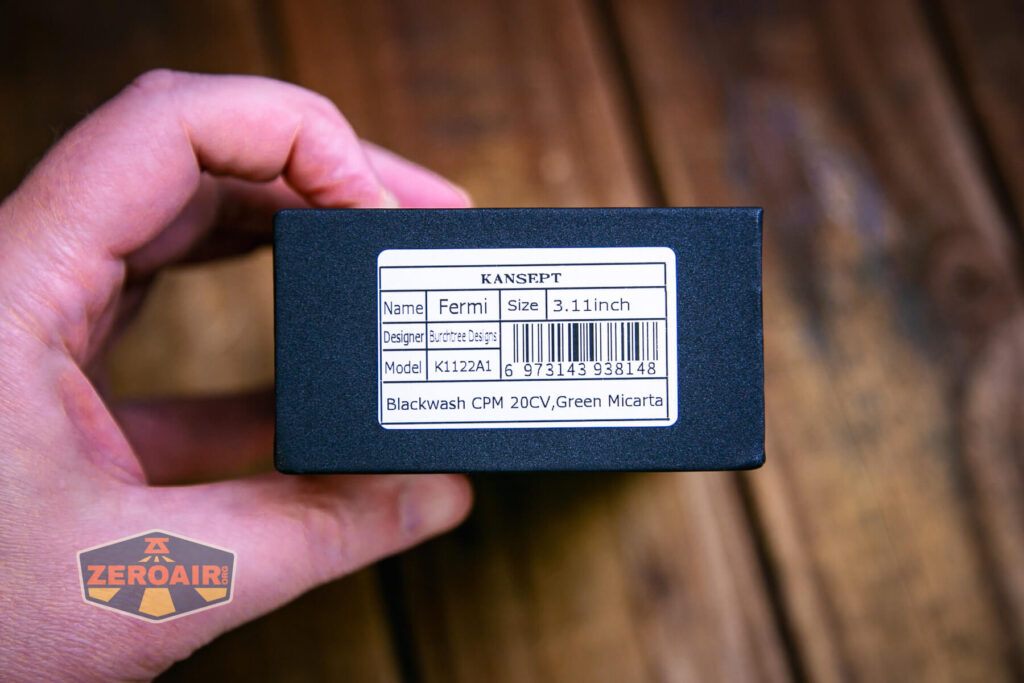 KANSEPT
Name Fermi Size 3.11inch
Designer Burchtree Designs
Model K1122A1
6 973143 938148
Blackwash CPM 20CV,Green Micarta
ZEROAIR.ORG